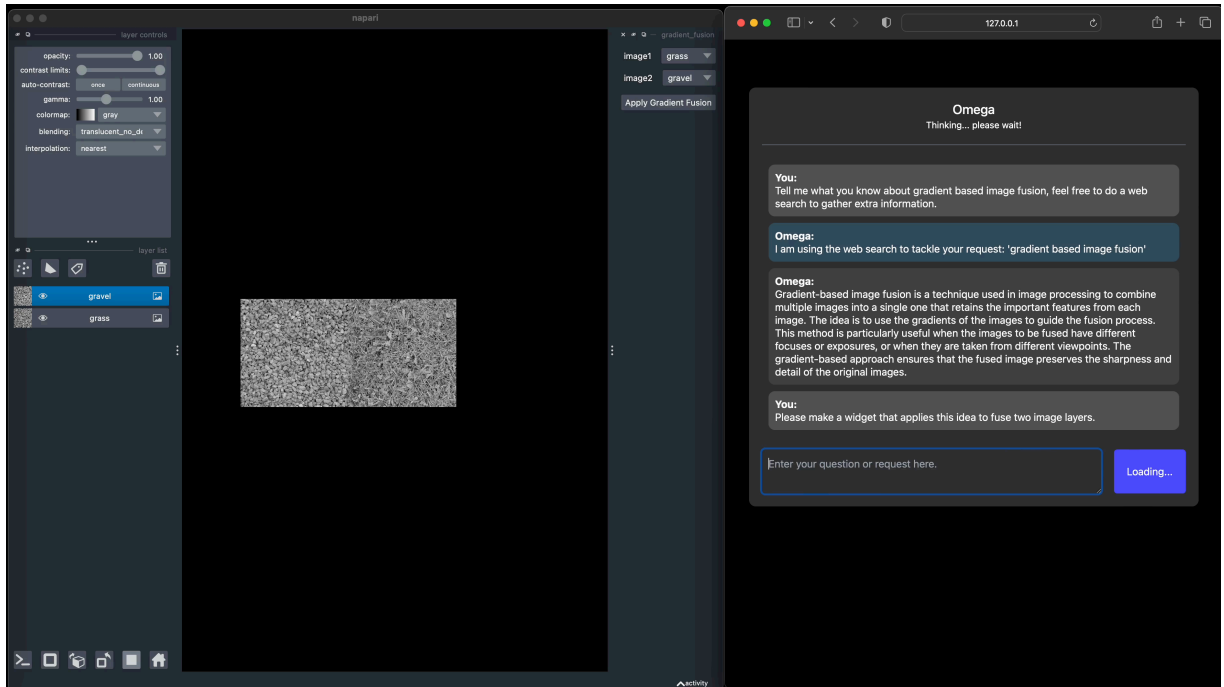 napari
layer controls
opacity: 1.00
contrast limits:
auto-contrast: once continuous
gamma: 1.00
colormap: gray
blending: translucent_no_de
interpolation: nearest
layer list
gravel
grass
gradient_fusion
image1 grass
image2 gravel
Apply Gradient Fusion
activity
127.0.0.1
Omega
Thinking... please wait!
You:
Tell me what you know about gradient based image fusion, feel free to do a web
search to gather extra information.
Omega:
I am using the web search to tackle your request: 'gradient based image fusion'
Omega:
Gradient-based image fusion is a technique used in image processing to combine
multiple images into a single one that retains the important features from each
image. The idea is to use the gradients of the images to guide the fusion process.
This method is particularly useful when the images to be fused have different
focuses or exposures, or when they are taken from different viewpoints. The
gradient-based approach ensures that the fused image preserves the sharpness and
detail of the original images.
You:
Please make a widget that applies this idea to fuse two image layers.
Enter your question or request here.
Loading...